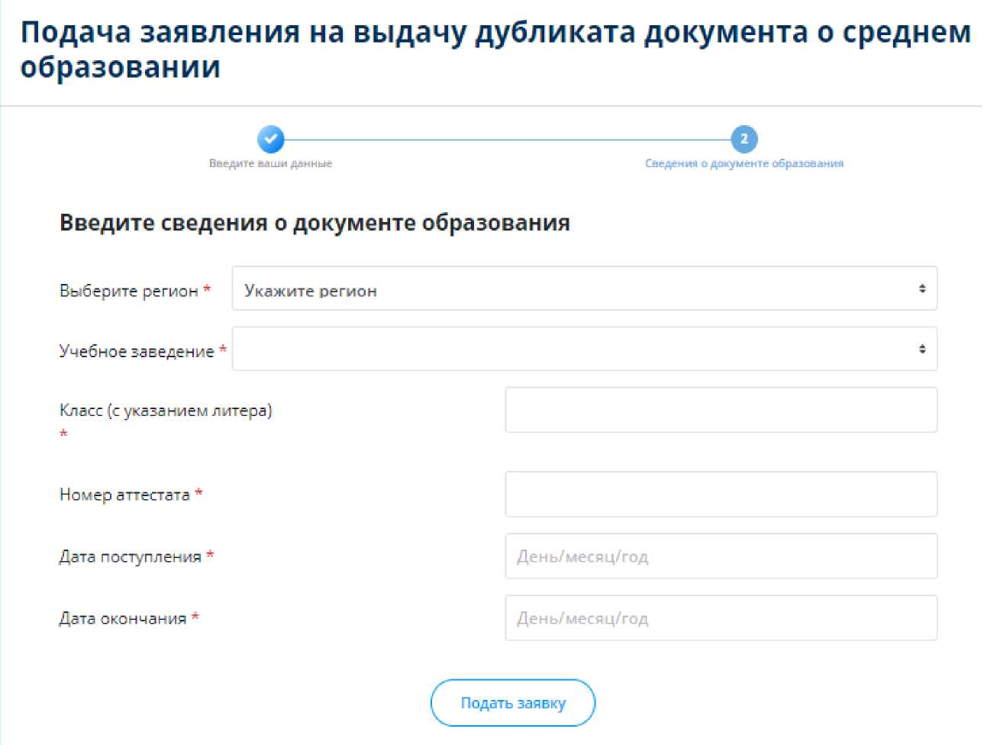 Подача заявления на выдачу дубликата документа о среднем
образовании
2
Введите ваши данные
Сведения о документе образования
Введите сведения о документе образования
Выберите регион *
Укажите регион
Учебное заведение *
Класс (с указанием литера)
*
Номер аттестата *
Дата поступления *
День/месяц/год
Дата окончания *
День/месяц/год
Подать заявку